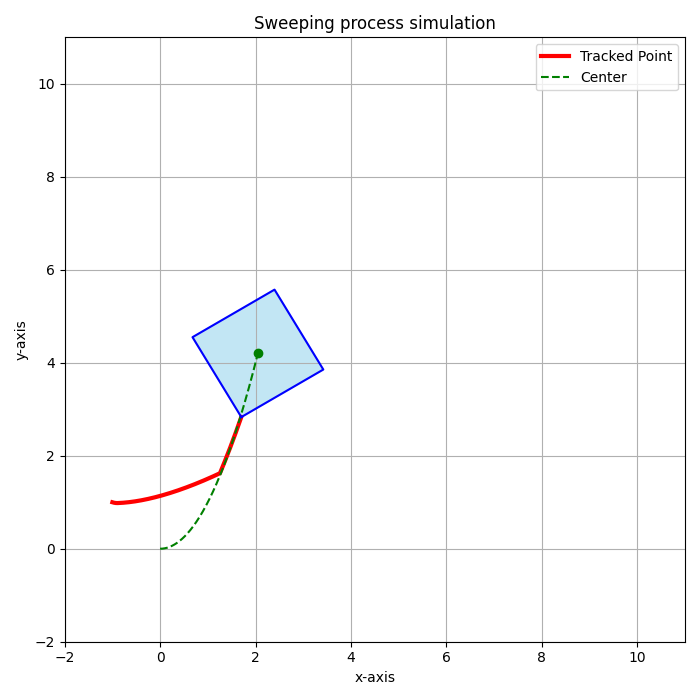 Sweeping process simulation
Tracked Point
Center
y-axis
10
8
6
4
2
0
−2
−2 0 2 4 6 8 10
x-axis